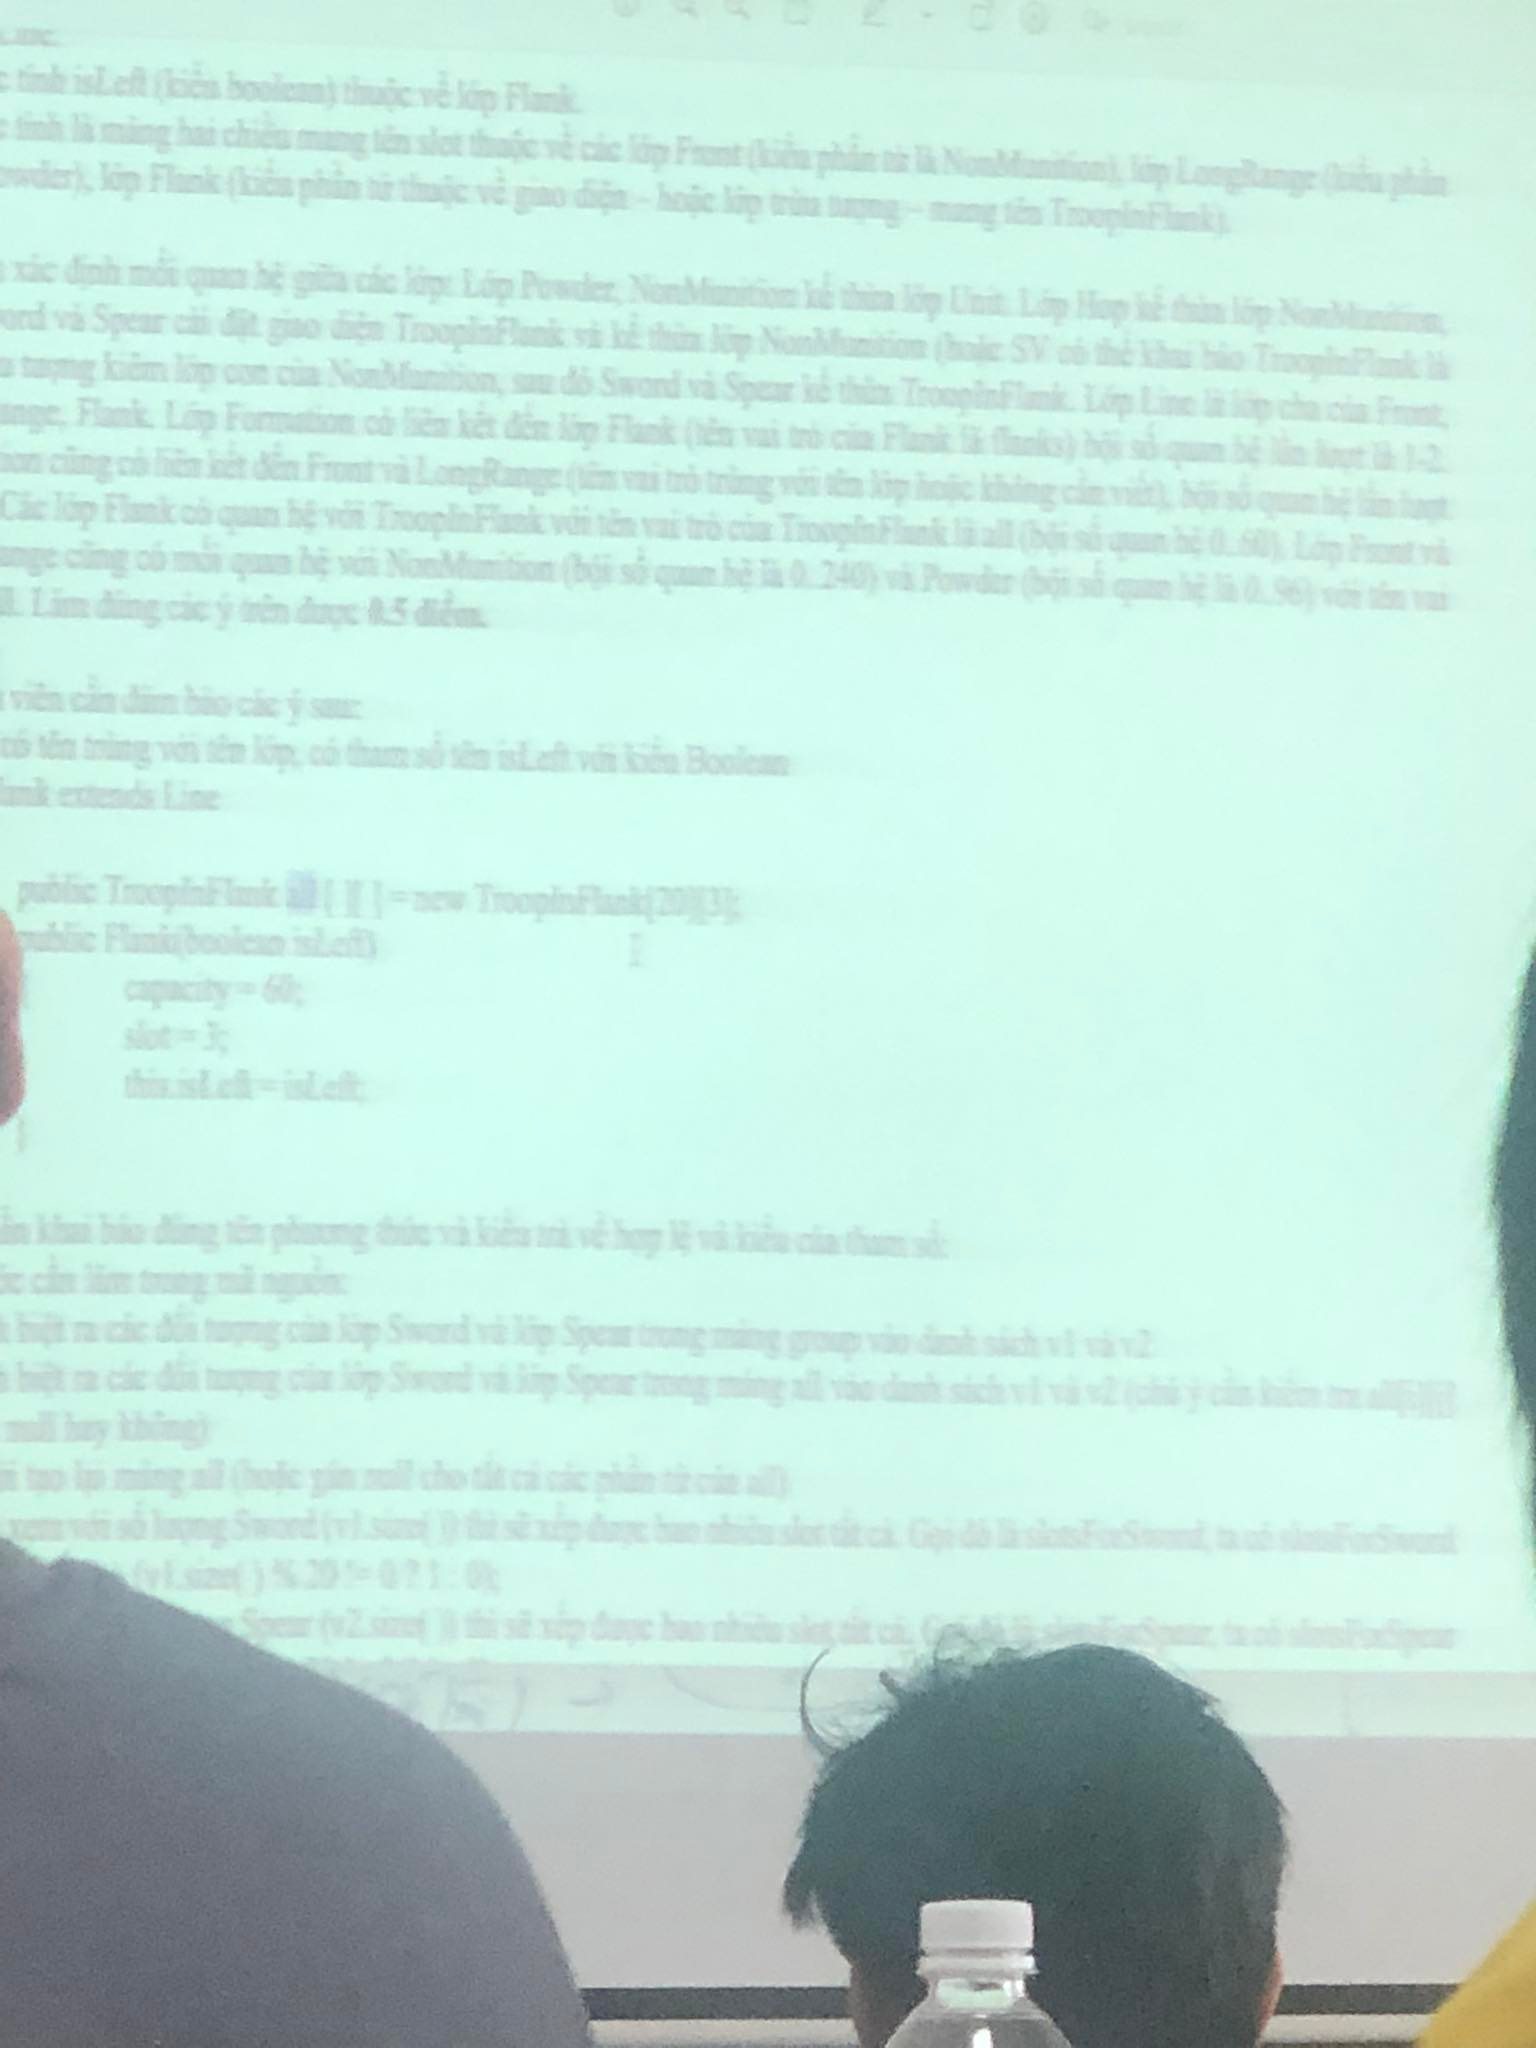 tính isLeft (kiểu boolean) thuộc về lớp Flank.
tính là mảng hai chiều mang tên slot thuộc về các lớp Front (kiểu phần tử là NonMunition), lớp LongRange (kiểu phần
owder), lớp Flank (kiểu phần tử thuộc về giao diện – hoặc lớp trừu tượng – mang tên TroopInFlank).
xác định mối quan hệ giữa các lớp: Lớp Powder, NonMunition kế thừa lớp Unit. Lớp Hop kế thừa lớp NonMunition,
ord và Spear cài đặt giao diện TroopInFlank và kế thừa lớp NonMunition (hoặc SV có thể khai báo TroopInFlank là
tượng kiêm lớp con của NonMunition, sau đó Sword và Spear kế thừa TroopInFlank. Lớp Line là lớp cha của Front,
ange, Flank. Lớp Formation có liên kết đến lớp Flank (tên vai trò của Flank là flanks) bội số quan hệ lần lượt là 1-2.
ion cũng có liên kết đến Front và LongRange (tên vai trò trùng với tên lớp hoặc không cần viết), bội số quan hệ lần lượt
Các lớp Flank có quan hệ với TroopInFlank với tên vai trò của TroopInFlank là all (bội số quan hệ 0..60). Lớp Front và
ange cũng có mối quan hệ với NonMunition (bội số quan hệ là 0..240) và Powder (bội số quan hệ là 0..96) với tên vai
Làm đúng các ý trên được 0.5 điểm.
viên cần đảm bảo các ý sau:
có tên trùng với tên lớp, có tham số tên isLeft với kiểu Boolean
lank extends Line
public TroopInFlank all [ ][ ] = new TroopInFlank[20][3];
public Flank(boolean isLeft)
capacity = 60;
slot = 3;
this.isLeft = isLeft;
}
ần khai báo đúng tên phương thức và kiểu trả về hợp lệ và kiểu của tham số:
ớc cần làm trong mã nguồn:
biệt ra các đối tượng của lớp Sword và lớp Spear trong mảng group vào danh sách v1 và v2
biệt ra các đối tượng của lớp Sword và lớp Spear trong mảng all vào danh sách v1 và v2 (chú ý cần kiểm tra all[i][j]
null hay không)
tạo lại mảng all (hoặc gán null cho tất cả các phần tử của all)
xem với số lượng Sword (v1.size( )) thì sẽ xếp được bao nhiêu slot tất cả. Gọi đó là slotsForSword, ta có slotsForSword
(v1.size( ) % 20 != 0 ? 1 : 0);
Spear (v2.size( )) thì sẽ xếp được bao nhiêu slot tất cả. Gọi đó là slotsForSpear, ta có slotsForSpear